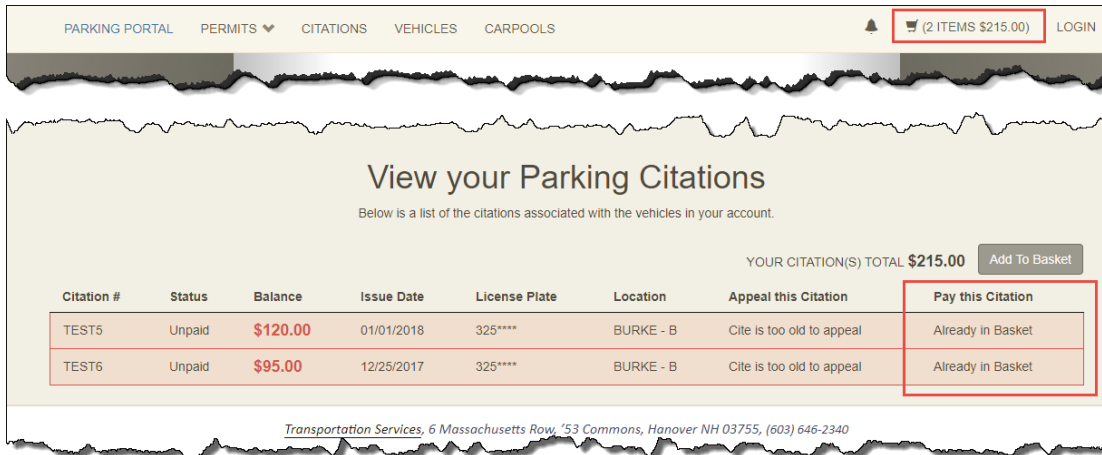 PARKING PORTAL PERMITS CITATIONS VEHICLES CARPOOLS (2 ITEMS $215.00) LOGIN
View your Parking Citations
Below is a list of the citations associated with the vehicles in your account.
YOUR CITATION(S) TOTAL $215.00 Add To Basket
Citation # Status Balance Issue Date License Plate Location Appeal this Citation Pay this Citation
TEST5 Unpaid $120.00 01/01/2018 325**** BURKE - B Cite is too old to appeal Already in Basket
TEST6 Unpaid $95.00 12/25/2017 325**** BURKE - B Cite is too old to appeal Already in Basket
Transportation Services, 6 Massachusetts Row, '53 Commons, Hanover NH 03755, (603) 646-2340